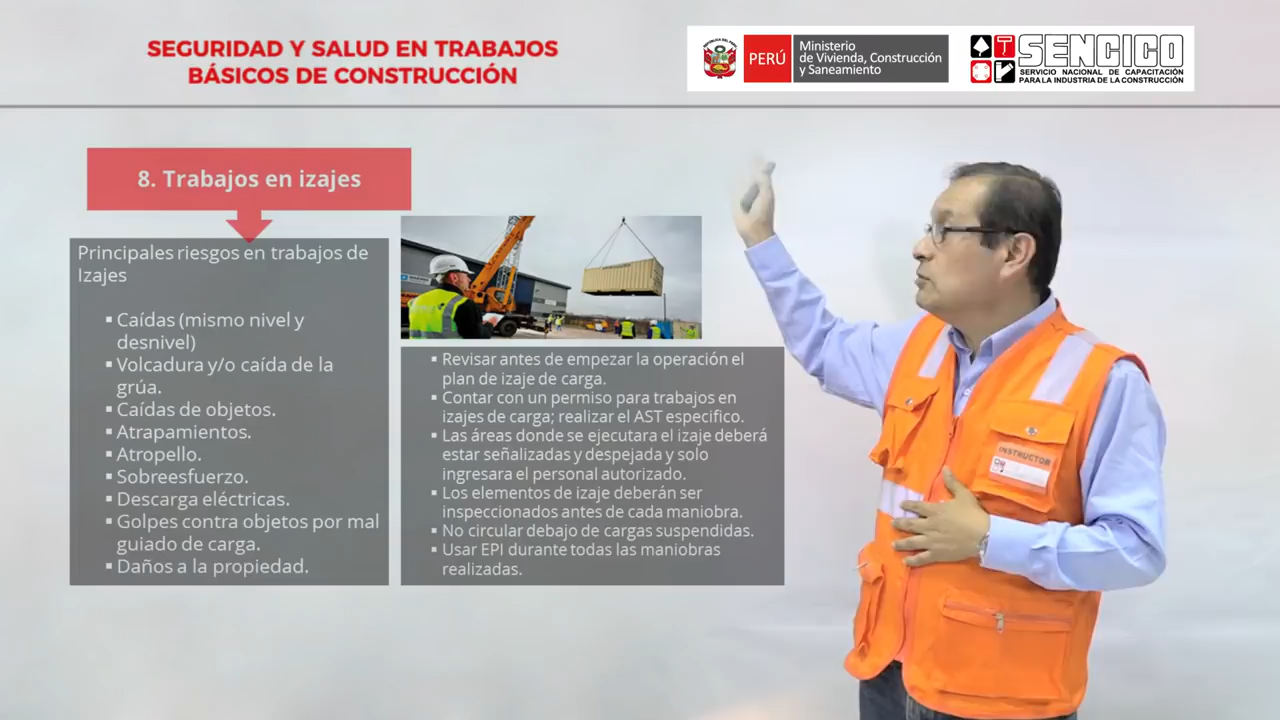 SEGURIDAD Y SALUD EN TRABAJOS
BÁSICOS DE CONSTRUCCIÓN
PERÚ
Ministerio
de Vivienda, Construcción
y Saneamiento
SENCICO
SERVICIO NACIONAL DE CAPACITACIÓN
PARA LA INDUSTRIA DE LA CONSTRUCCIÓN
8. Trabajos en izajes
Principales riesgos en trabajos de
Izajes
▪ Caídas (mismo nivel y
desnivel)
▪ Volcadura y/o caída de la
grúa.
▪ Caídas de objetos.
▪ Atrapamientos.
▪ Atropello.
▪ Sobreesfuerzo.
▪ Descarga eléctricas.
▪ Golpes contra objetos por mal
guiado de carga.
▪ Daños a la propiedad.
▪ Revisar antes de empezar la operación el
plan de izaje de carga.
▪ Contar con un permiso para trabajos en
izajes de carga; realizar el AST especifico.
▪ Las áreas donde se ejecutara el izaje deberá
estar señalizadas y despejada y solo
ingresara el personal autorizado.
▪ Los elementos de izaje deberán ser
inspeccionados antes de cada maniobra.
▪ No circular debajo de cargas suspendidas.
▪ Usar EPI durante todas las maniobras
realizadas.
INSTRUCTOR